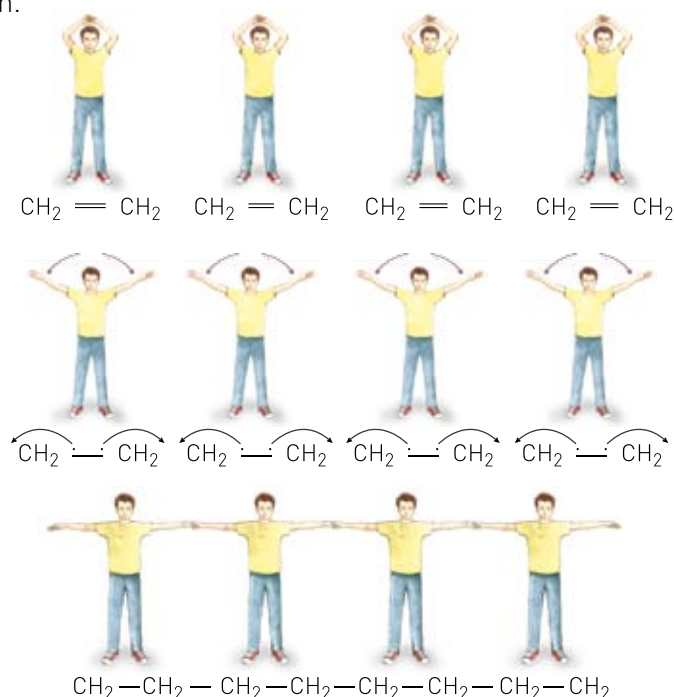 n.
CH₂ = CH₂ CH₂ = CH₂ CH₂ = CH₂ CH₂ = CH₂
CH₂ — CH₂ CH₂ — CH₂ CH₂ — CH₂ CH₂ — CH₂
CH₂—CH₂—CH₂—CH₂—CH₂—CH₂—CH₂—CH₂